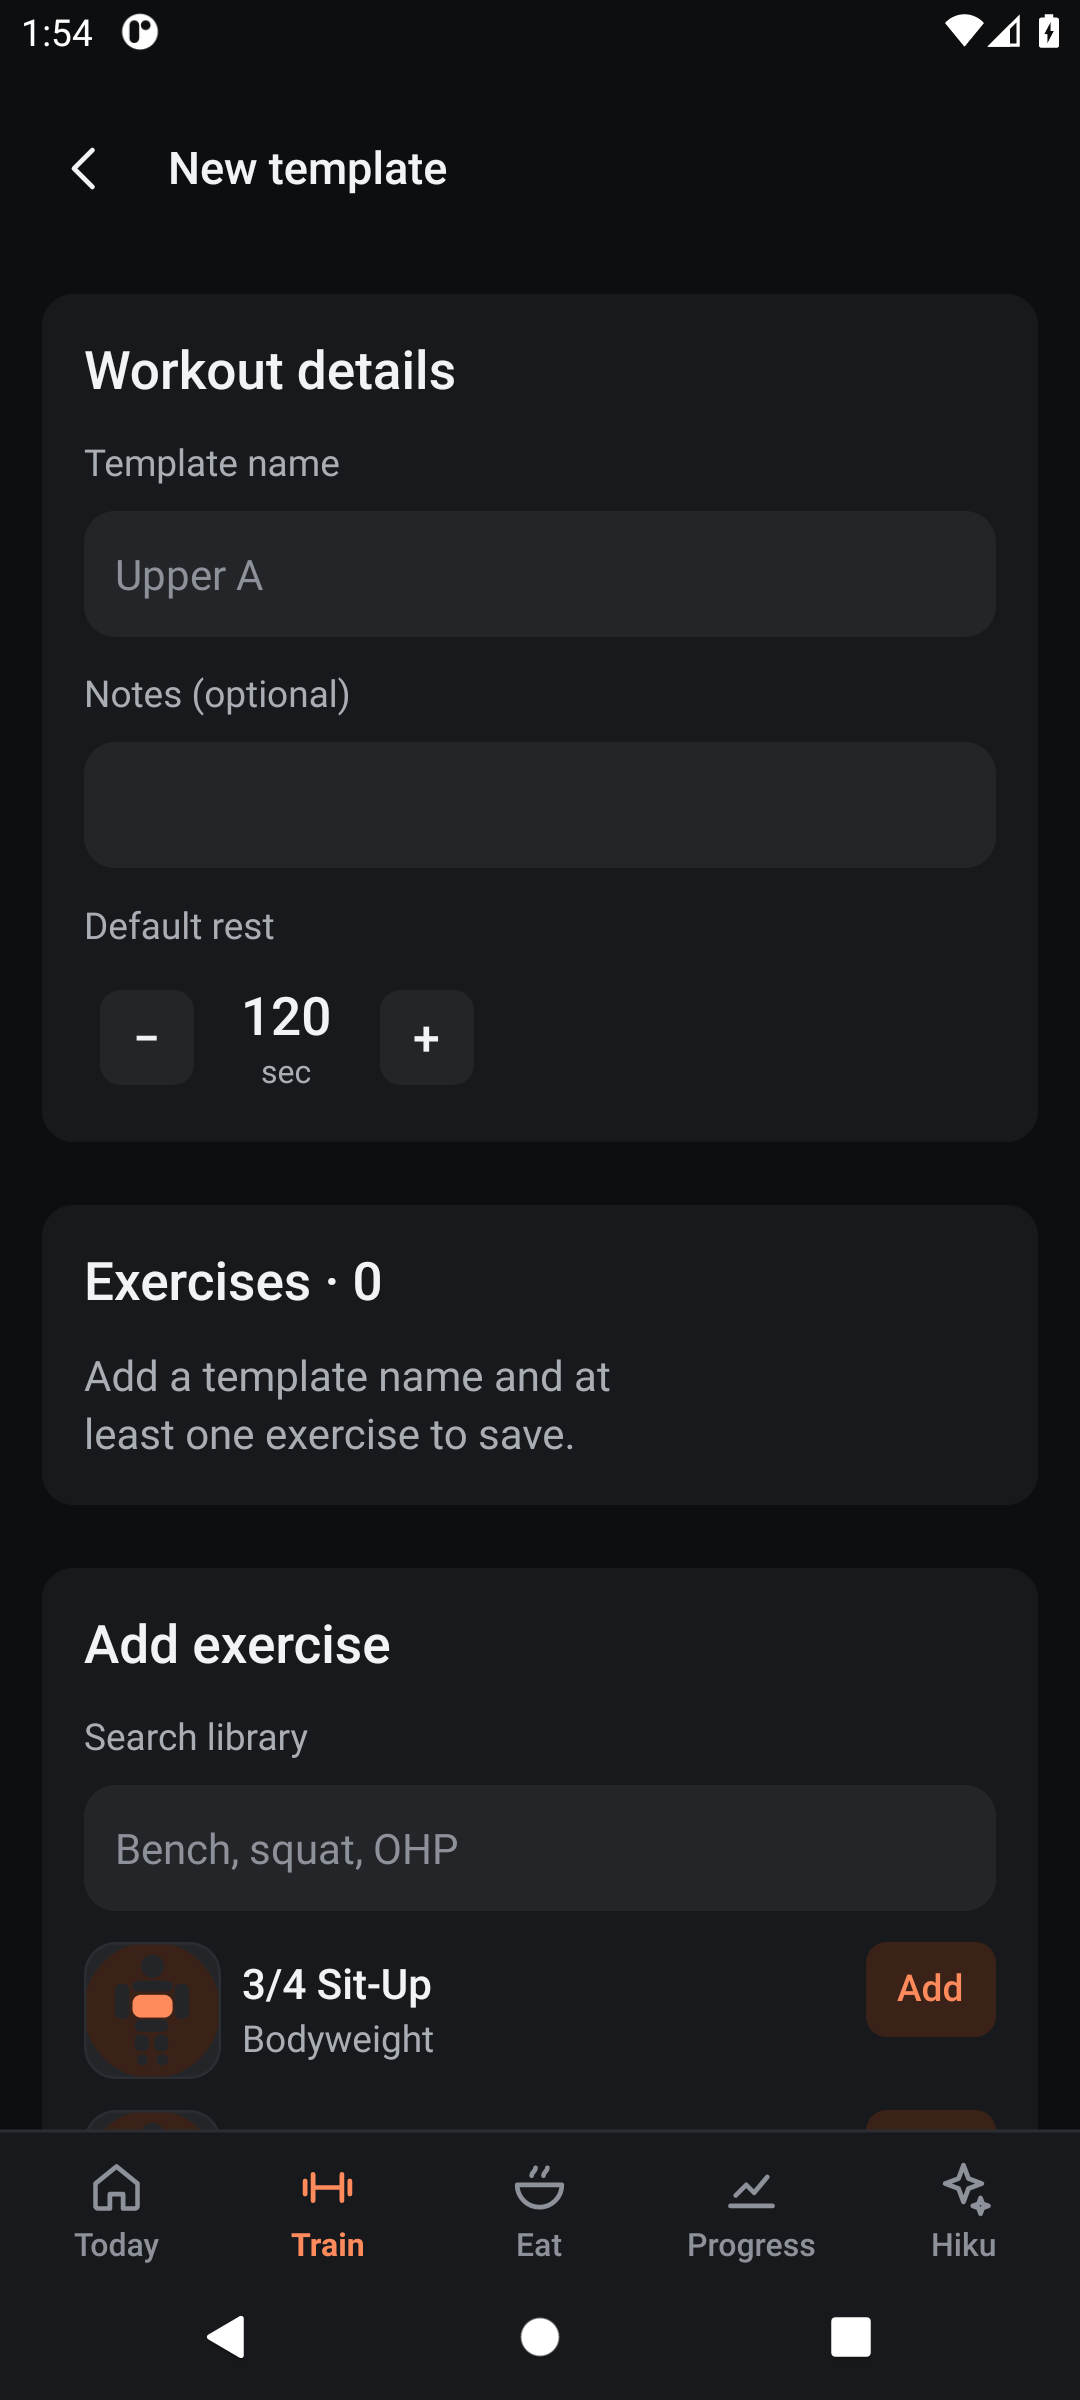 1:54
New template
Workout details
Template name
Upper A
Notes (optional)
Default rest
−
120
+
sec
Exercises · 0
Add a template name and at
least one exercise to save.
Add exercise
Search library
Bench, squat, OHP
3/4 Sit-Up
Add
Bodyweight
Today
Train
Eat
Progress
Hiku